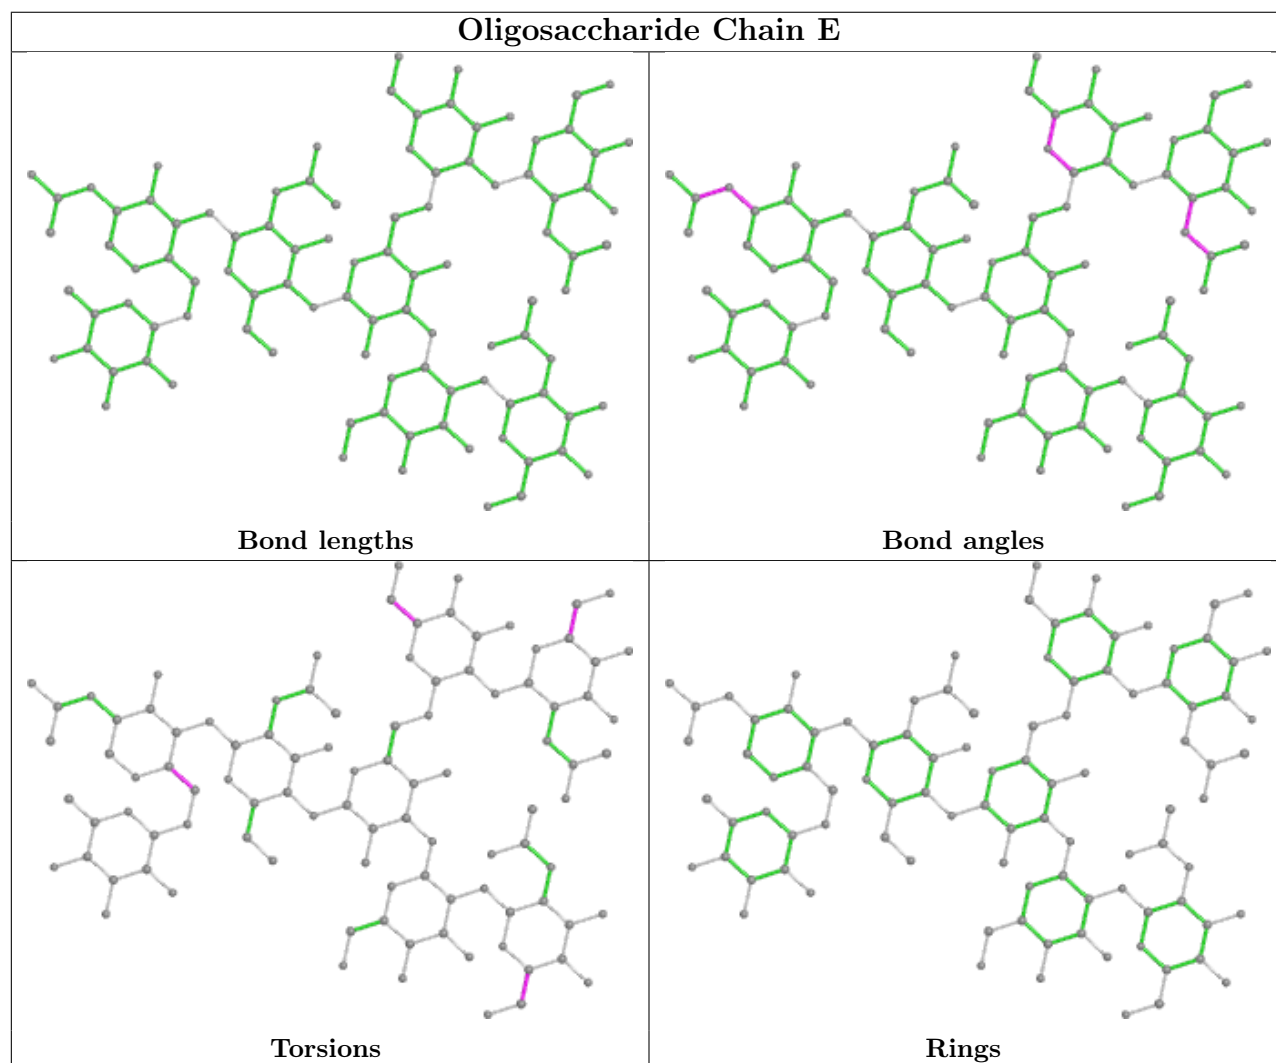 Oligosaccharide Chain E
Bond lengths
Bond angles
Torsions
Rings